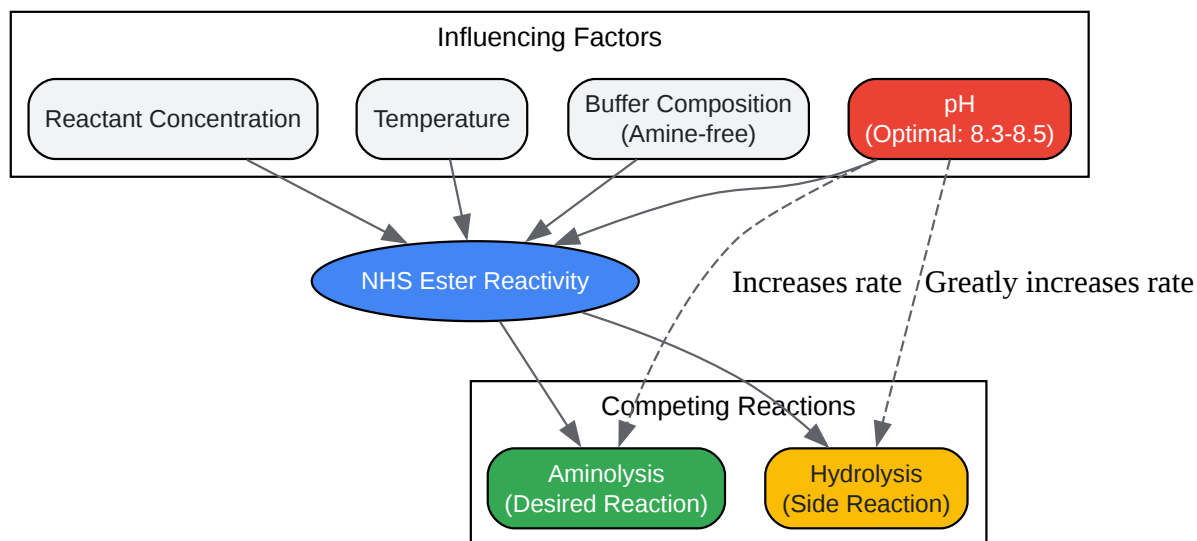 Influencing Factors
Reactant Concentration
Temperature
Buffer Composition
(Amine-free)
pH
(Optimal: 8.3-8.5)
NHS Ester Reactivity
Increases rate
Greatly increases rate
Competing Reactions
Aminolysis
(Desired Reaction)
Hydrolysis
(Side Reaction)